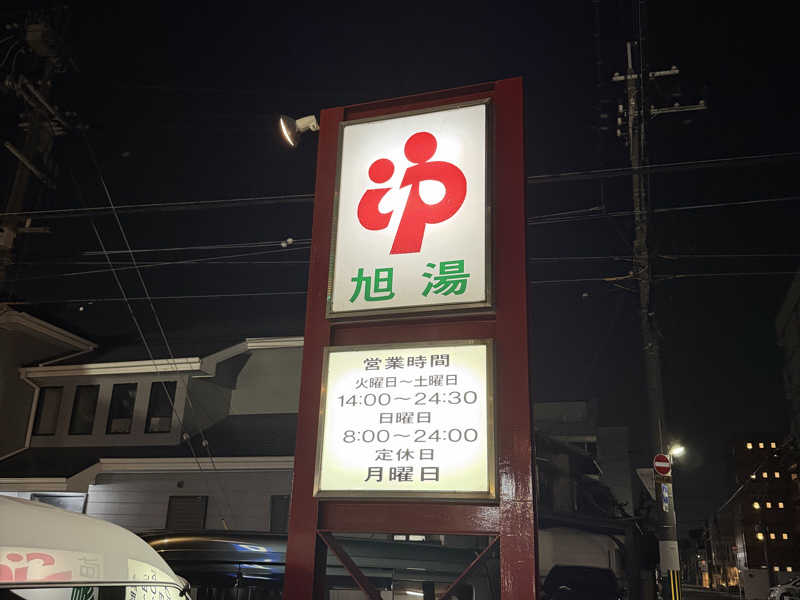 旭湯
営業時間
火曜日～土曜日
14:00～24:30
日曜日
8:00～24:00
定休日
月曜日